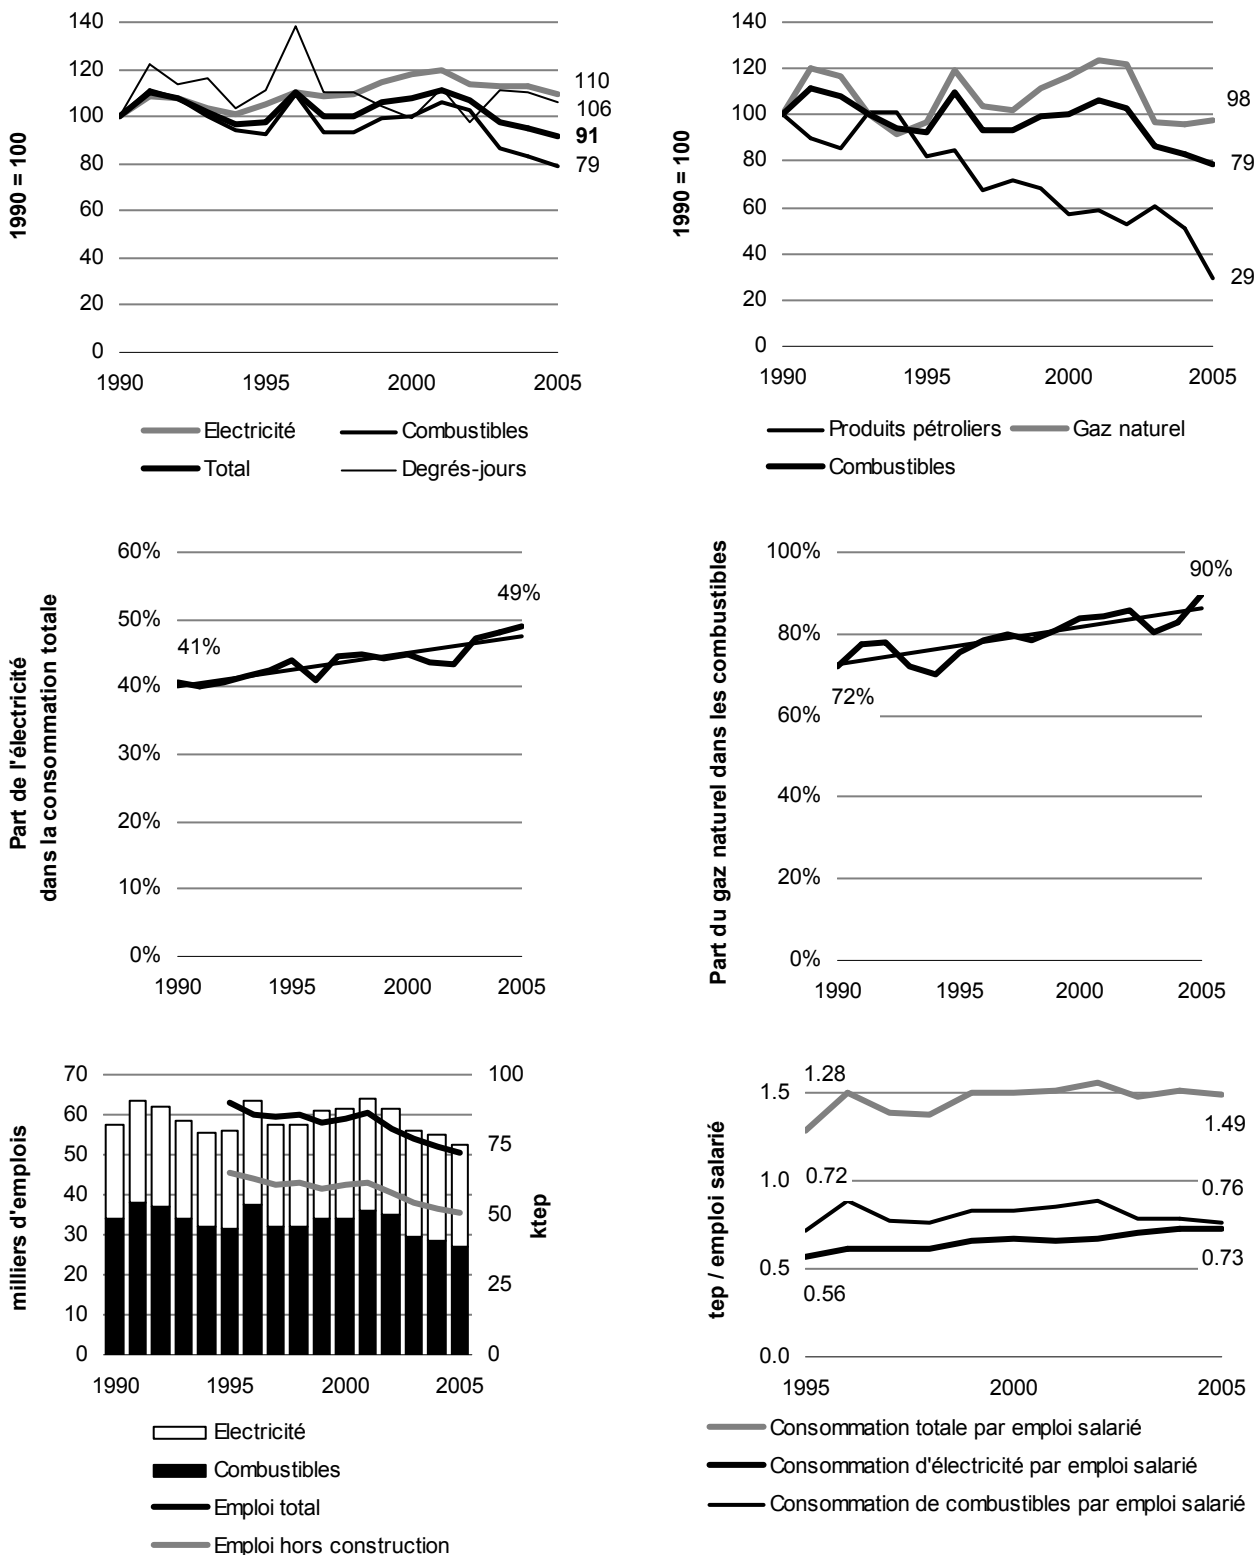 140
120
100
80
60
40
20
0
1990 = 100
110
106
91
79
1990 1995 2000 2005
Electricité Combustibles
Total Degrés-jours
140
120
100
80
60
40
20
0
1990 = 100
98
79
29
1990 1995 2000 2005
Produits pétroliers Gaz naturel
Combustibles
60%
50%
40%
30%
20%
10%
0%
Part de l'électricité
dans la consommation totale
41%
49%
1990 1995 2000 2005
100%
80%
60%
40%
20%
0%
Part du gaz naturel dans les combustibles
72%
90%
1990 1995 2000 2005
70
60
50
40
30
20
10
0
milliers d'emplois
100
75
50
25
0
ktep
1990 1995 2000 2005
Electricité
Combustibles
Emploi total
Emploi hors construction
1.5
1.0
0.5
0.0
tep / emploi salarié
1.28
1.49
0.72
0.76
0.56
0.73
1995 2000 2005
Consommation totale par emploi salarié
Consommation d'électricité par emploi salarié
Consommation de combustibles par emploi salarié